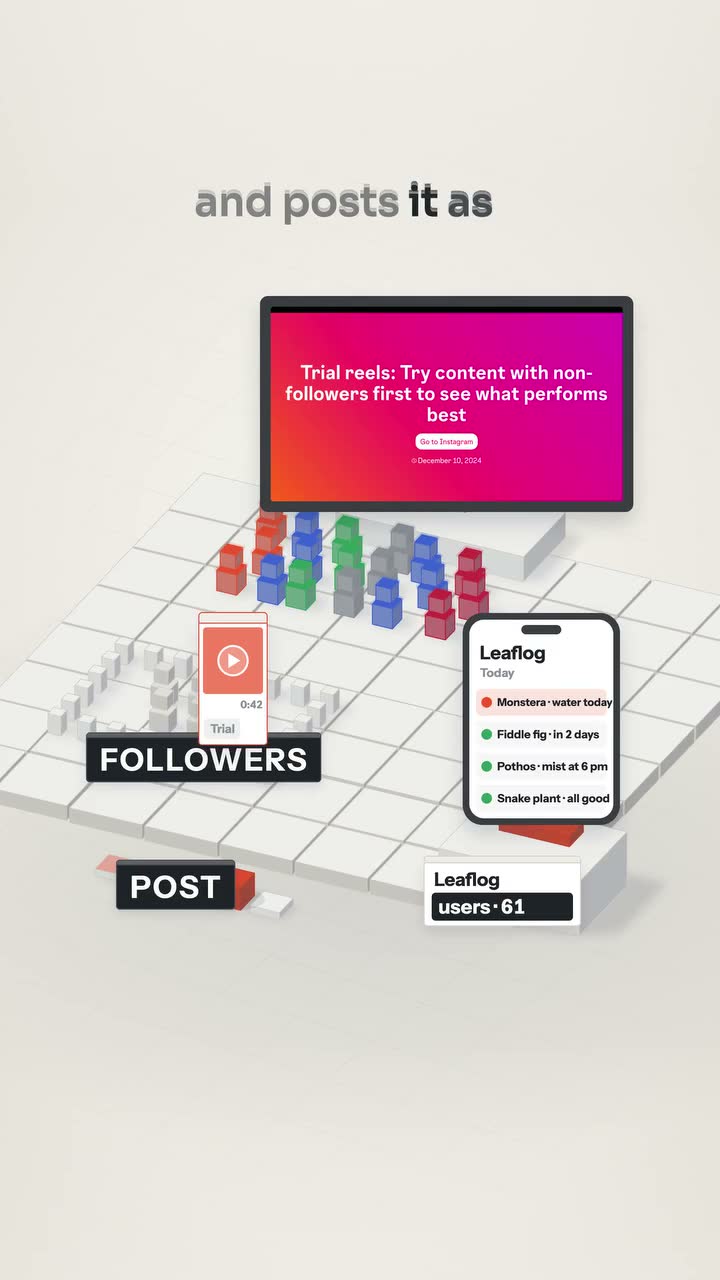 and posts it as
Trial reels: Try content with non-
followers first to see what performs
best
Go to Instagram
December 10, 2024
0:42
Trial
FOLLOWERS
POST
Leaflog
Today
Monstera · water today
Fiddle fig · in 2 days
Pothos · mist at 6 pm
Snake plant · all good
Leaflog
users · 61